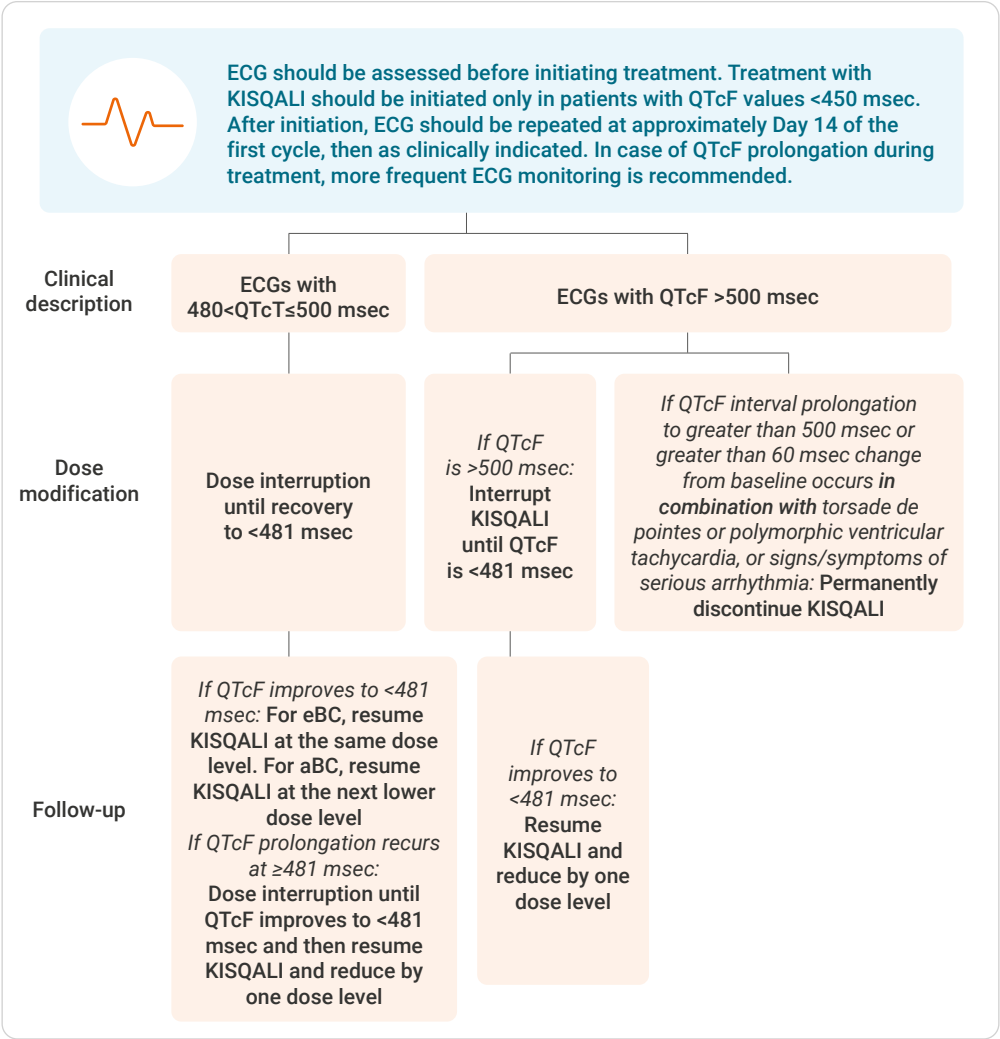 ECG should be assessed before initiating treatment. Treatment with
KISQALI should be initiated only in patients with QTcF values <450 msec.
After initiation, ECG should be repeated at approximately Day 14 of the
first cycle, then as clinically indicated. In case of QTcF prolongation during
treatment, more frequent ECG monitoring is recommended.
Clinical
description
ECGs with
480<QTcT≤500 msec
ECGs with QTcF >500 msec
Dose
modification
Dose interruption
until recovery
to <481 msec
If QTcF
is >500 msec:
Interrupt
KISQALI
until QTcF
is <481 msec
If QTcF interval prolongation
to greater than 500 msec or
greater than 60 msec change
from baseline occurs in
combination with torsade de
pointes or polymorphic ventricular
tachycardia, or signs/symptoms of
serious arrhythmia: Permanently
discontinue KISQALI
Follow-up
If QTcF improves to <481
msec: For eBC, resume
KISQALI at the same dose
level. For aBC, resume
KISQALI at the next lower
dose level
If QTcF prolongation recurs
at ≥481 msec:
Dose interruption until
QTcF improves to <481
msec and then resume
KISQALI and reduce by
one dose level
If QTcF
improves to
<481 msec:
Resume
KISQALI and
reduce by one
dose level